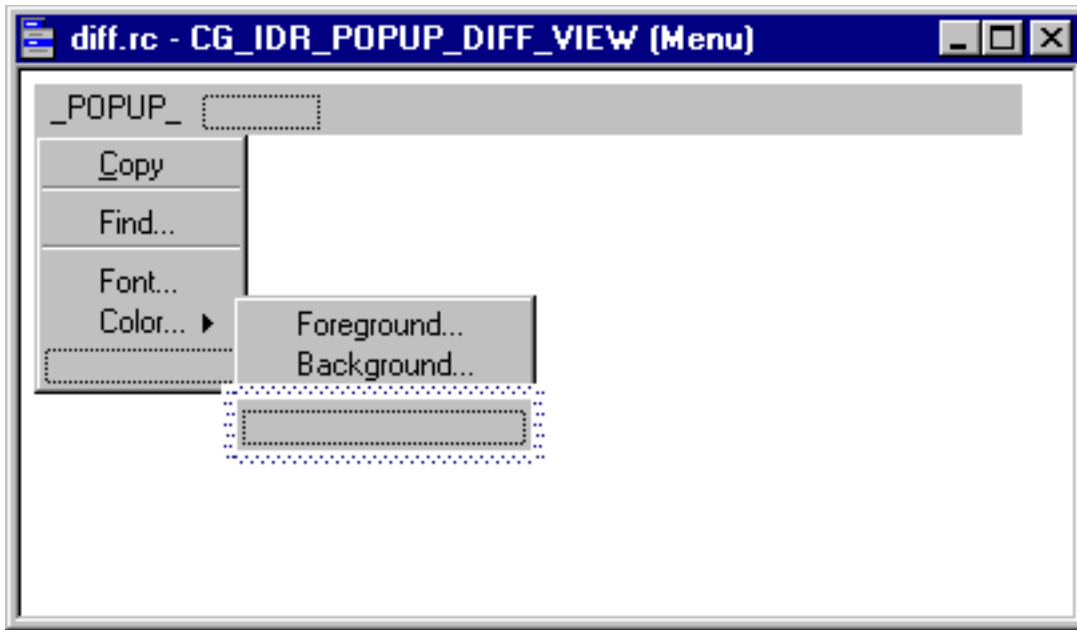 diff.rc - CG_IDR_POPUP_DIFF_VIEW (Menu)
_POPUP_
Copy
Find...
Font...
Color...
Foreground...
Background...